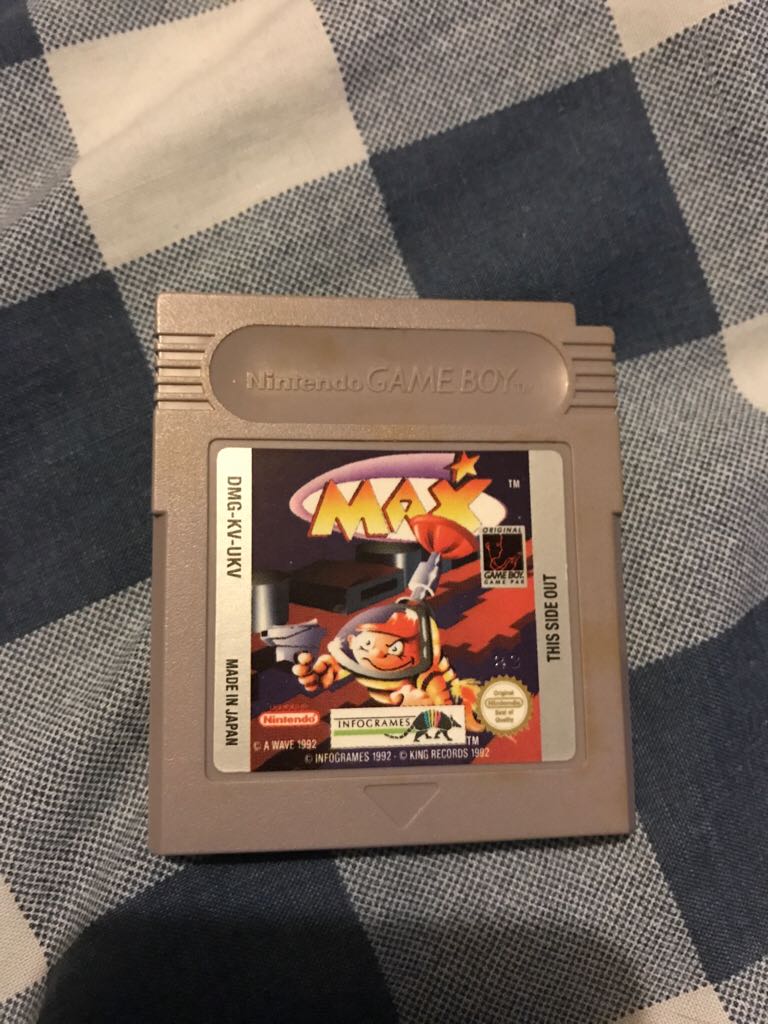 Nintendo GAME BOY TM
DMG-KV-UKV
MADE IN JAPAN
MAX TM
ORIGINAL
GAME BOY
GAME PAK
THIS SIDE OUT
Nintendo
INFOGRAMES TM
Original
Nintendo
Seal of
Quality
© A WAVE 1992
© INFOGRAMES 1992 - © KING RECORDS 1992